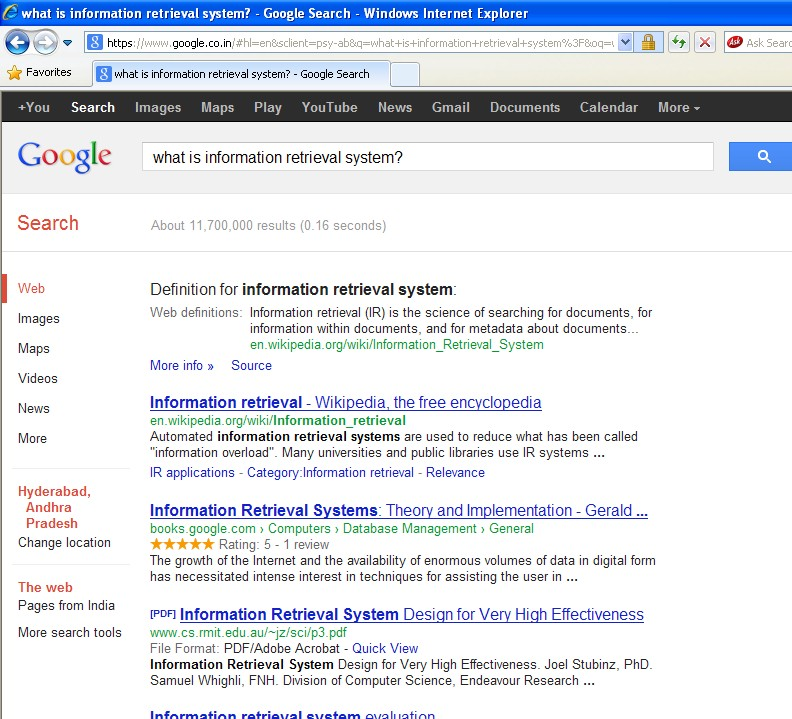 what is information retrieval system? - Google Search - Windows Internet Explorer
https://www.google.co.in/#hl=en&sclient=psy-ab&q=what+is+information+retrieval+system%3F&oq=
Ask Searc
Favorites
what is information retrieval system? - Google Search
+You Search Images Maps Play YouTube News Gmail Documents Calendar More
Google
what is information retrieval system?
Search
About 11,700,000 results (0.16 seconds)
Web
Images
Maps
Videos
News
More
Hyderabad,
Andhra
Pradesh
Change location
The web
Pages from India
More search tools
Definition for information retrieval system:
Web definitions: Information retrieval (IR) is the science of searching for documents, for
information within documents, and for metadata about documents...
en.wikipedia.org/wiki/Information_Retrieval_System
More info » Source
Information retrieval - Wikipedia, the free encyclopedia
en.wikipedia.org/wiki/Information_retrieval
Automated information retrieval systems are used to reduce what has been called
"information overload". Many universities and public libraries use IR systems ...
IR applications - Category:Information retrieval - Relevance
Information Retrieval Systems: Theory and Implementation - Gerald ...
books.google.com › Computers › Database Management › General
Rating: 5 - 1 review
The growth of the Internet and the availability of enormous volumes of data in digital form
has necessitated intense interest in techniques for assisting the user in ...
[PDF] Information Retrieval System Design for Very High Effectiveness
www.cs.rmit.edu.au/~jz/sci/p3.pdf
File Format: PDF/Adobe Acrobat - Quick View
Information Retrieval System Design for Very High Effectiveness. Joel Stubinz, PhD.
Samuel Whighli, FNH. Division of Computer Science, Endeavour Research ...
Information retrieval system evaluation